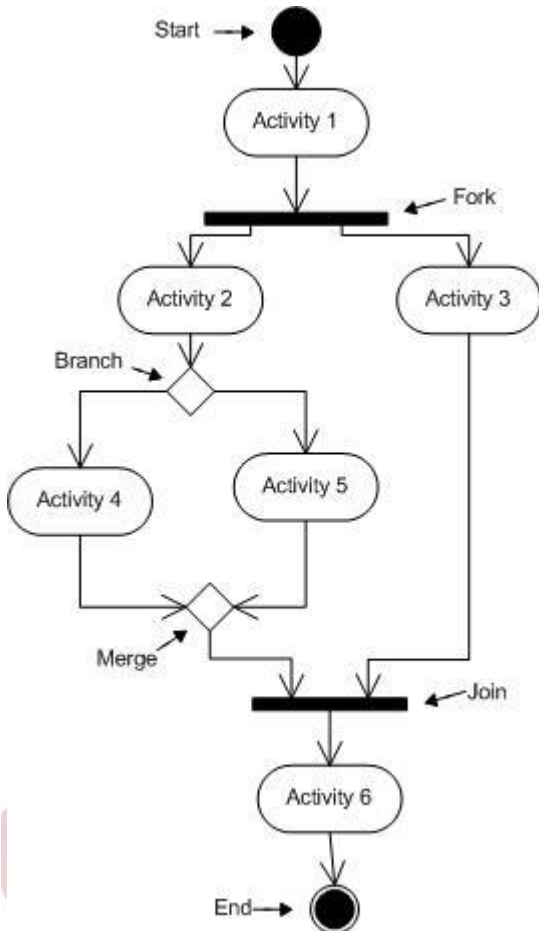 Start
Activity 1
Fork
Activity 2
Activity 3
Branch
Activity 4
Activity 5
Merge
Join
Activity 6
End